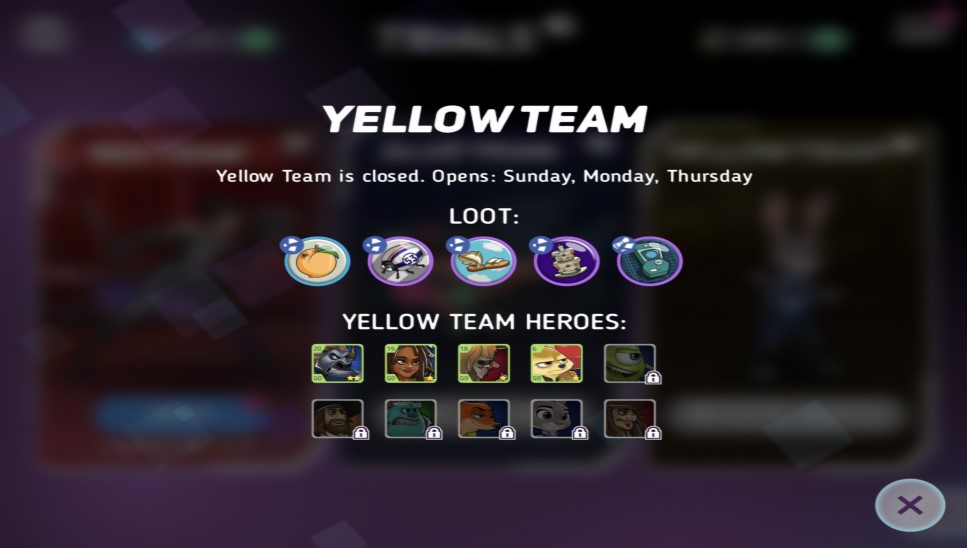 YELLOW TEAM
Yellow Team is closed. Opens: Sunday, Monday, Thursday
LOOT:
YELLOW TEAM HEROES: